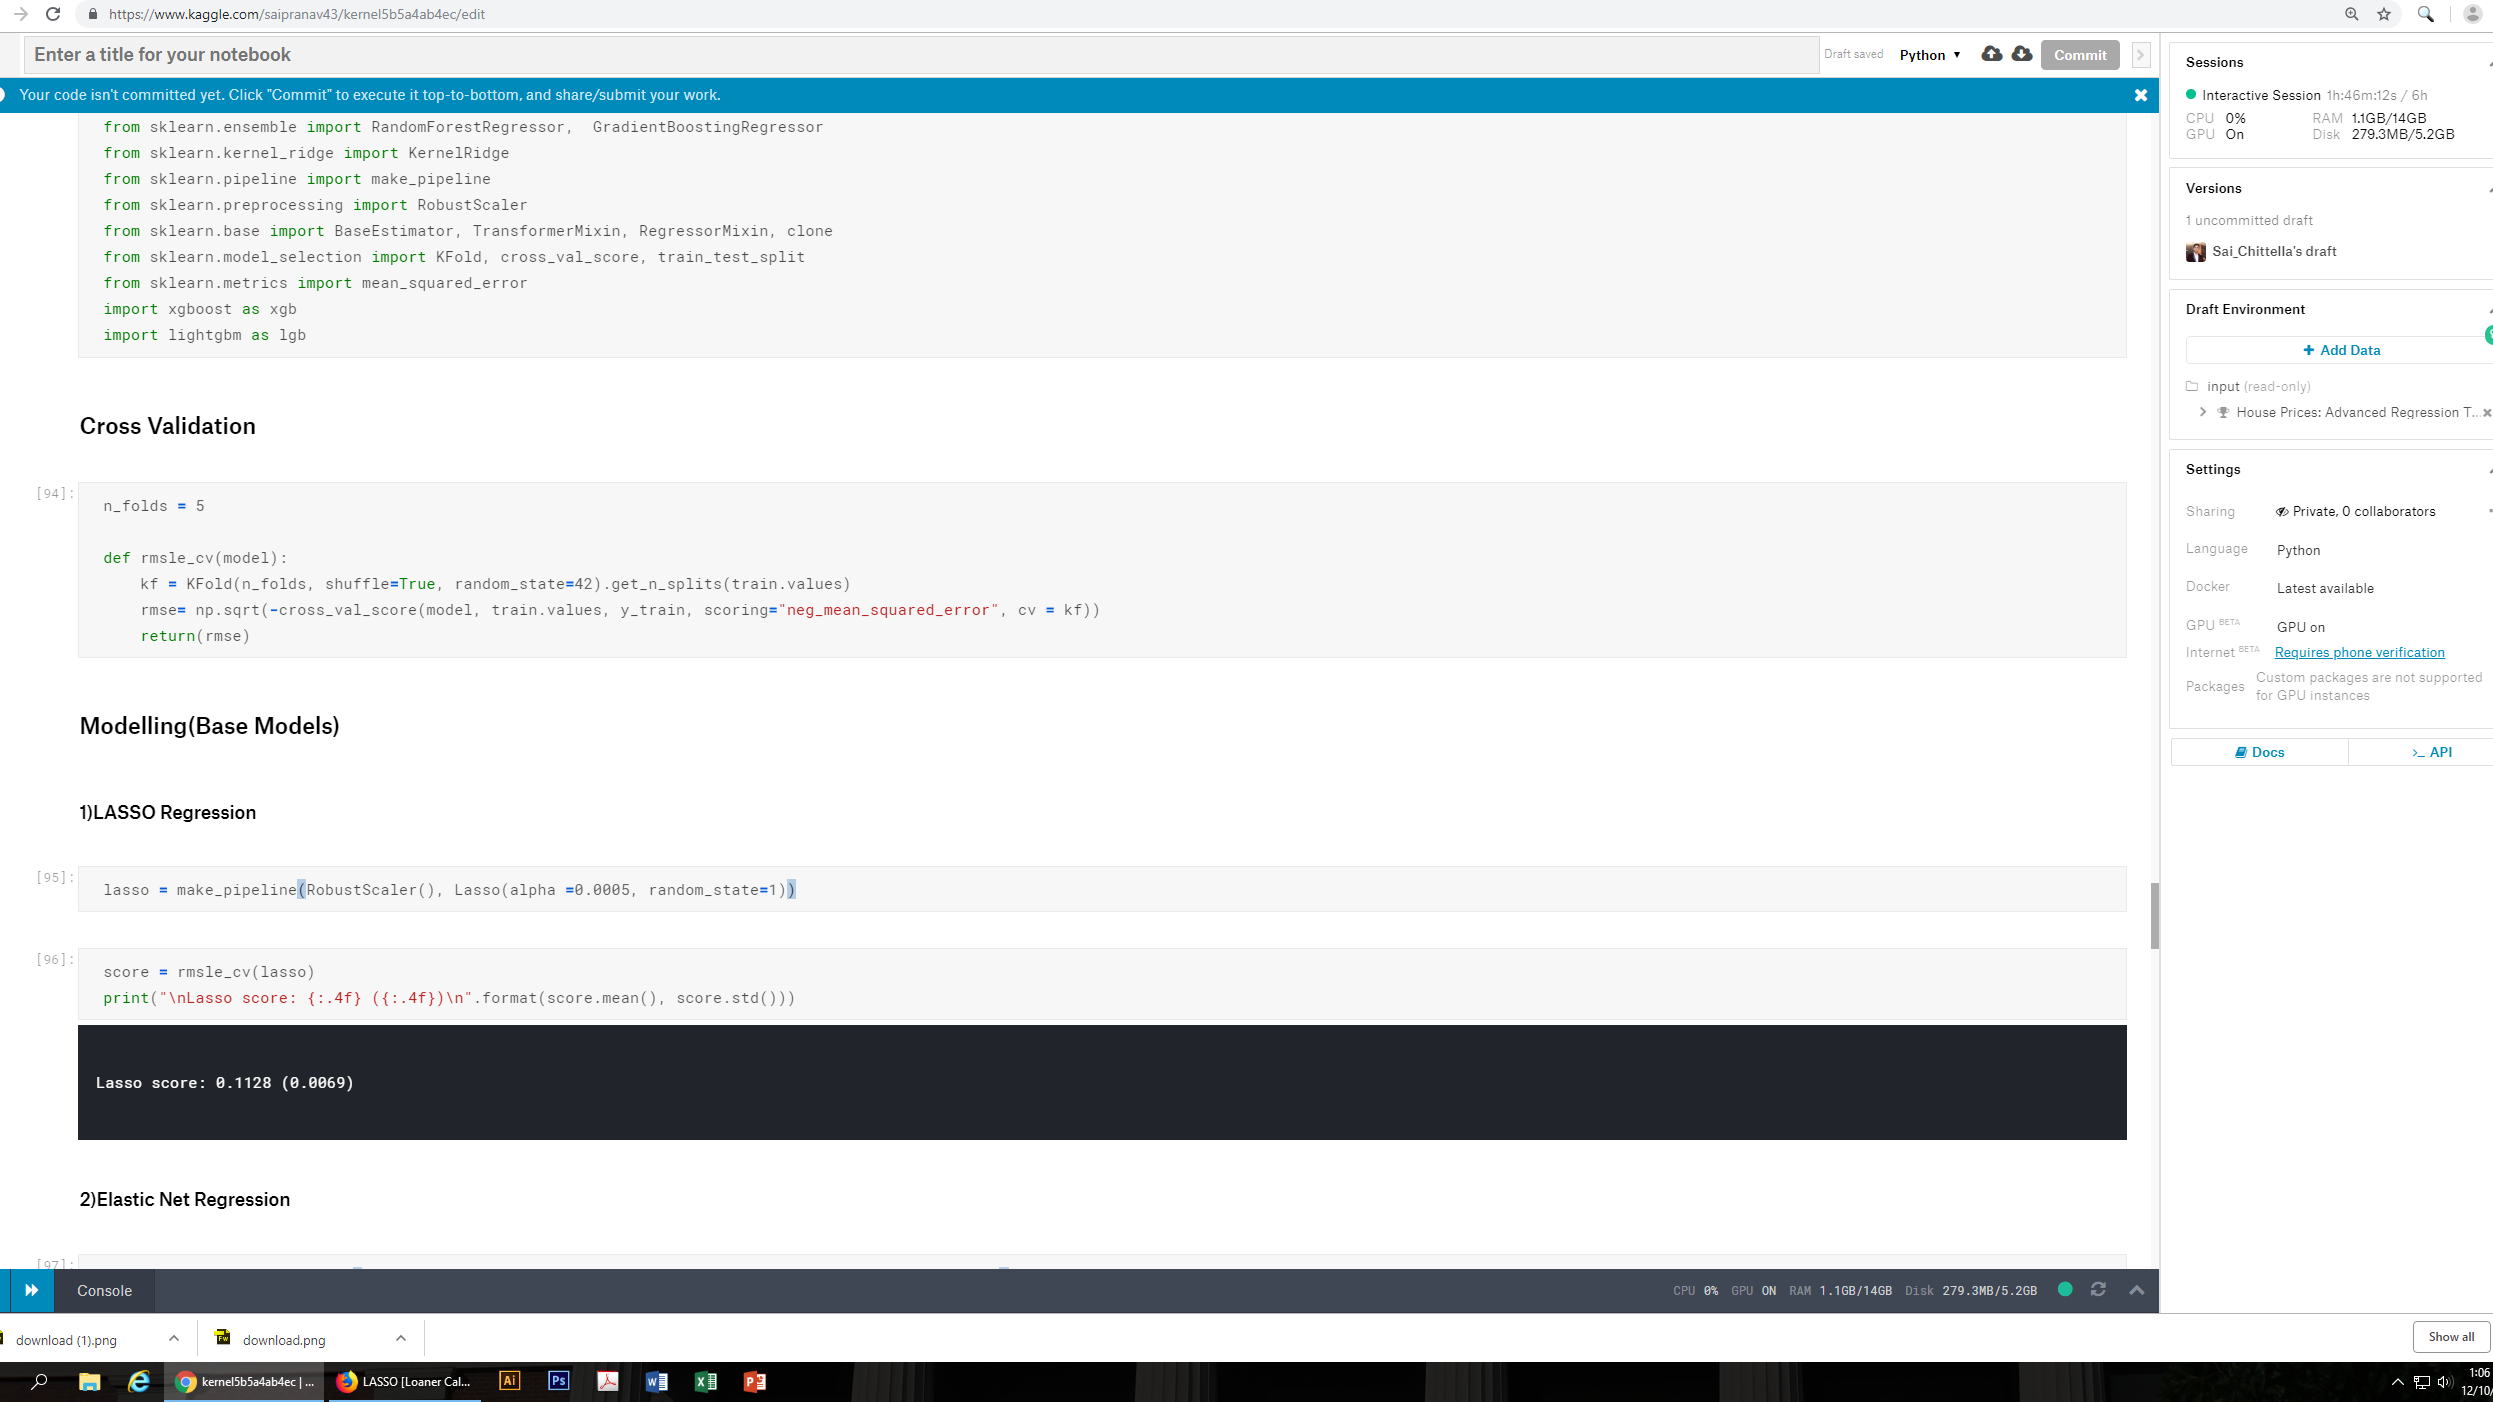 https://www.kaggle.com/saipranav43/kernel5b5a4ab4ec/edit
Enter a title for your notebook
Draft saved
Python
Commit
Your code isn't committed yet. Click "Commit" to execute it top-to-bottom, and share/submit your work.
from sklearn.ensemble import RandomForestRegressor,  GradientBoostingRegressor
from sklearn.kernel_ridge import KernelRidge
from sklearn.pipeline import make_pipeline
from sklearn.preprocessing import RobustScaler
from sklearn.base import BaseEstimator, TransformerMixin, RegressorMixin, clone
from sklearn.model_selection import KFold, cross_val_score, train_test_split
from sklearn.metrics import mean_squared_error
import xgboost as xgb
import lightgbm as lgb
Cross Validation
[94]:
n_folds = 5
def rmsle_cv(model):
    kf = KFold(n_folds, shuffle=True, random_state=42).get_n_splits(train.values)
    rmse= np.sqrt(-cross_val_score(model, train.values, y_train, scoring="neg_mean_squared_error", cv = kf))
    return(rmse)
Modelling(Base Models)
1)LASSO Regression
[95]:
lasso = make_pipeline(RobustScaler(), Lasso(alpha =0.0005, random_state=1))
[96]:
score = rmsle_cv(lasso)
print("\nLasso score: {:.4f} ({:.4f})\n".format(score.mean(), score.std()))
Lasso score: 0.1128 (0.0069)
2)Elastic Net Regression
[97]:
Console
CPU 0% GPU ON RAM 1.1GB/14GB Disk 279.3MB/5.2GB
Sessions
Interactive Session 1h:46m:12s / 6h
CPU 0% RAM 1.1GB/14GB
GPU On Disk 279.3MB/5.2GB
Versions
1 uncommitted draft
Sai_Chittella's draft
Draft Environment
+ Add Data
input (read-only)
House Prices: Advanced Regression T...
Settings
Sharing Private, 0 collaborators
Language Python
Docker Latest available
GPU BETA GPU on
Internet BETA Requires phone verification
Packages Custom packages are not supported
for GPU instances
Docs
>_ API
download (1).png
download.png
Show all
kernel5b5a4ab4ec | ...
LASSO [Loaner Cal...
Ai
Ps
1:06
12/10/